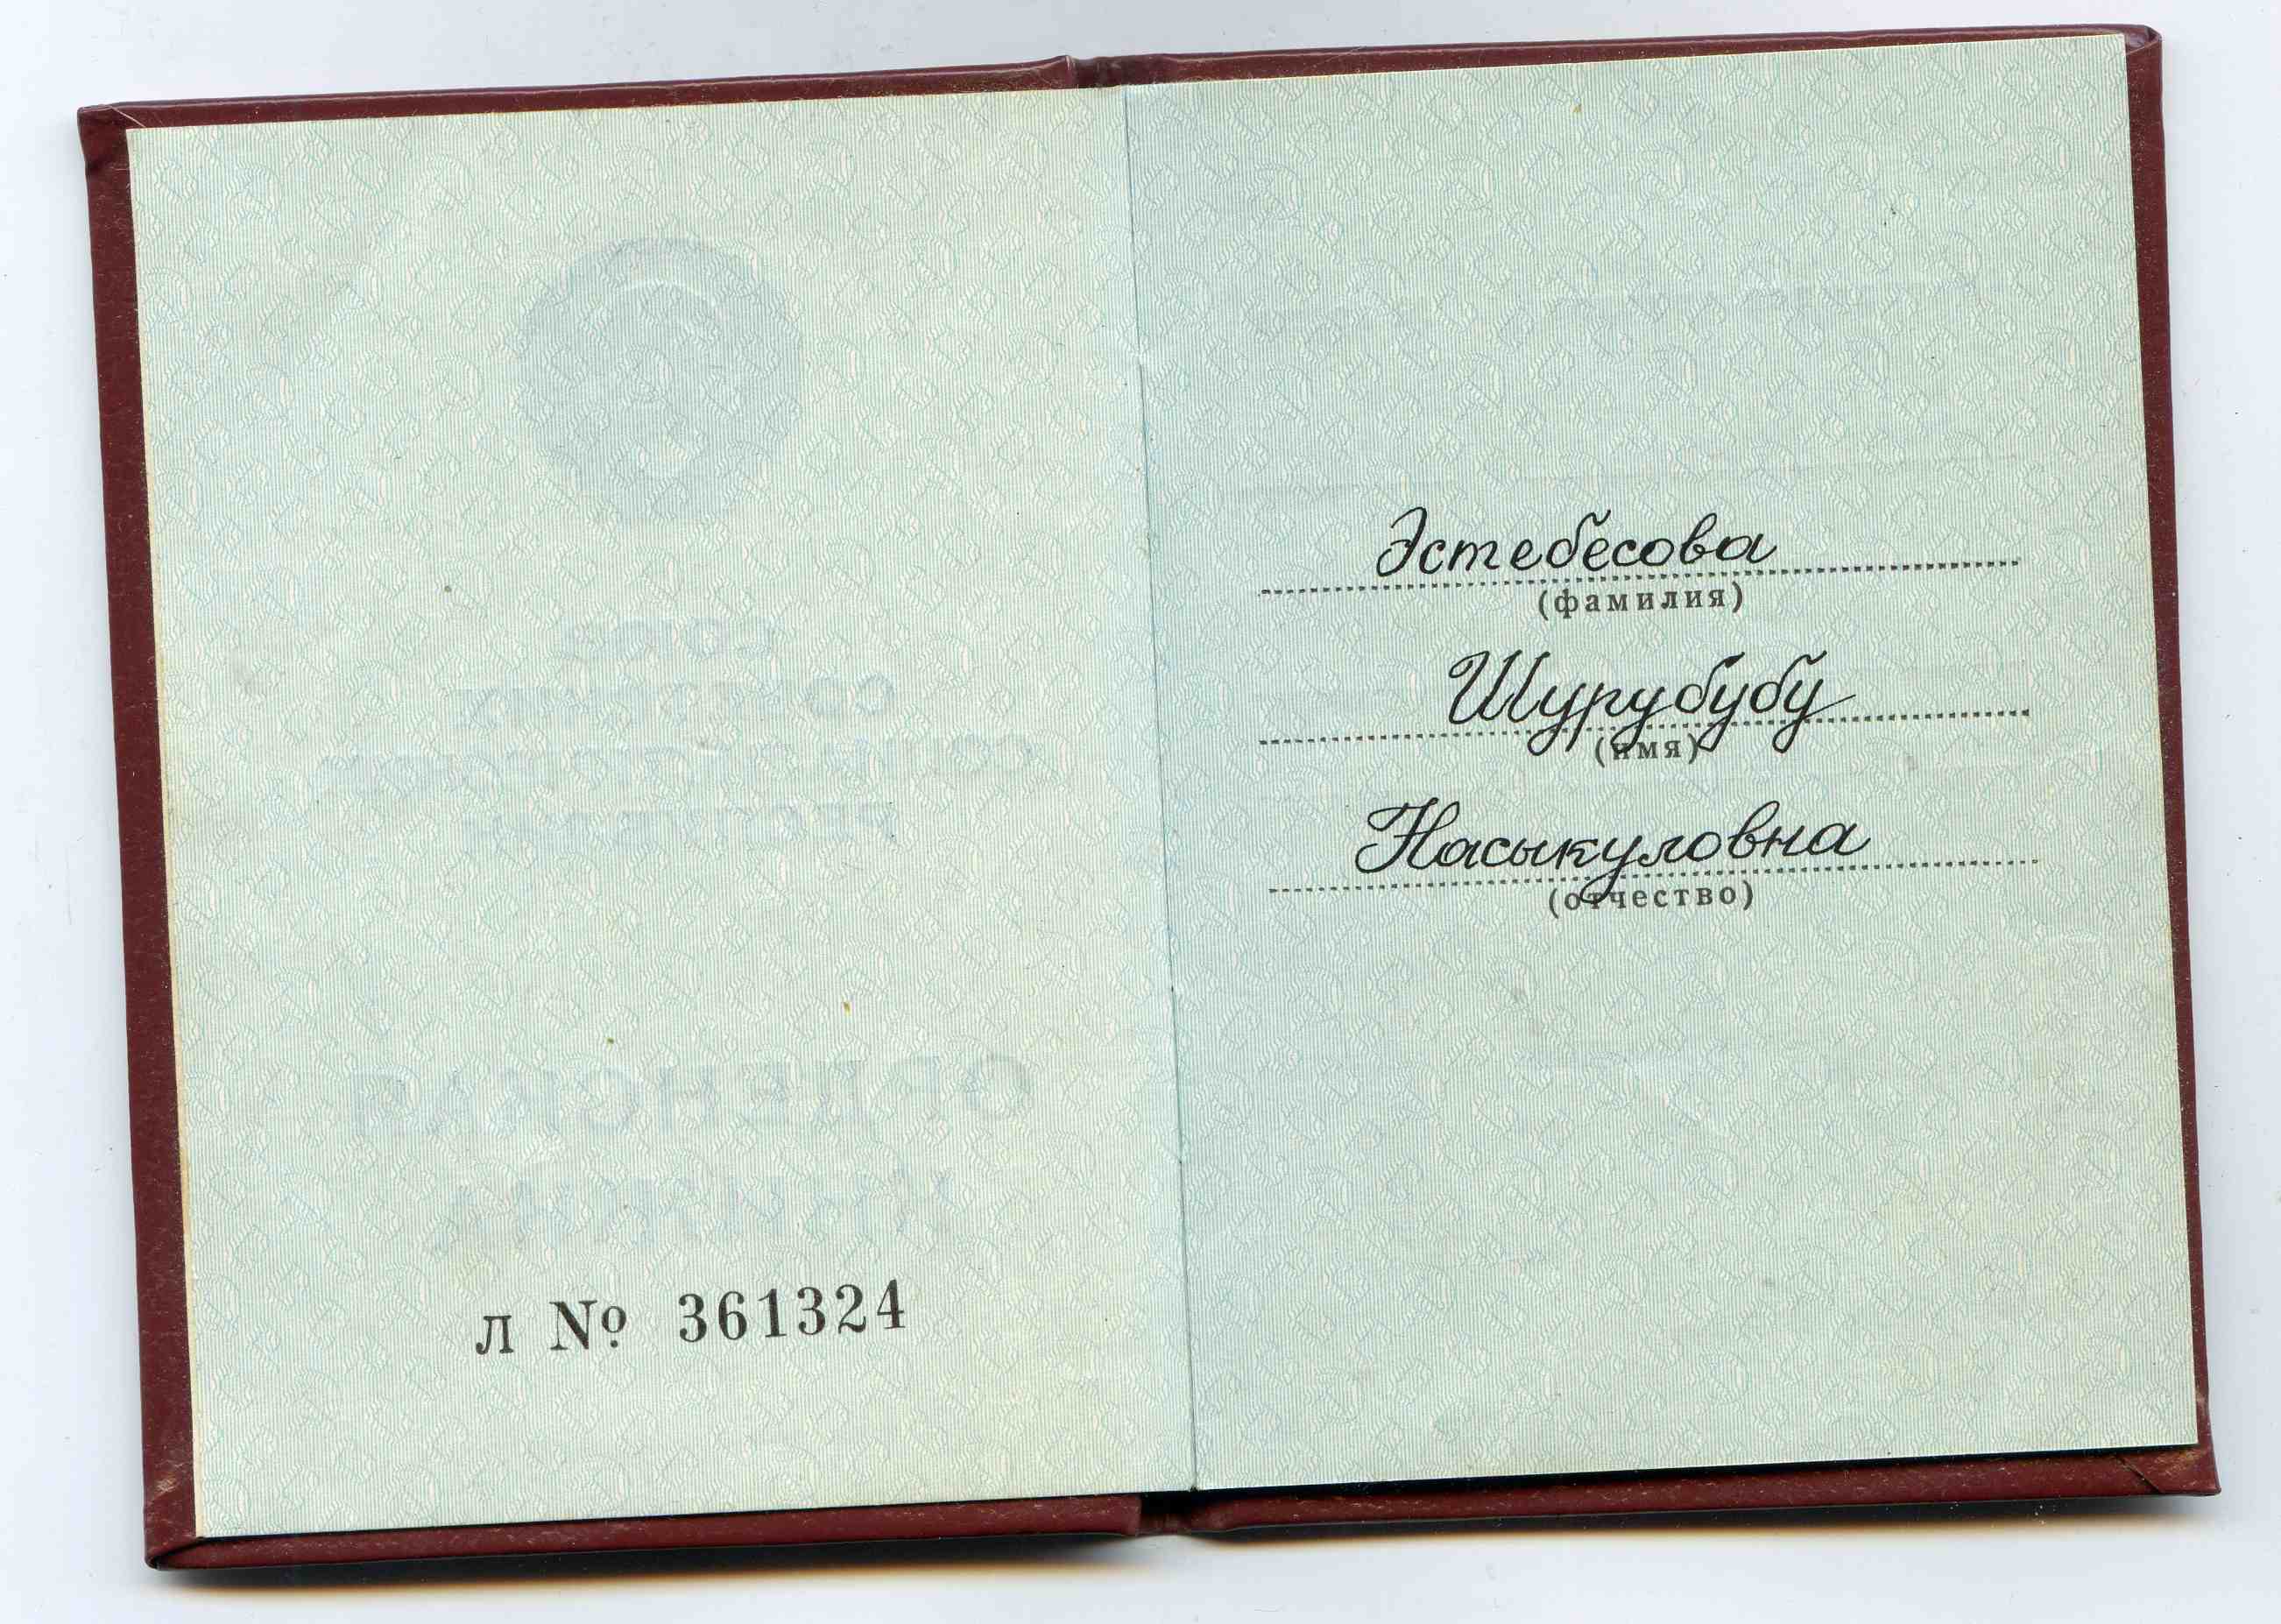 Л № 361324
Эстебесова
(фамилия)
Шурубубу
(имя)
Насыкуловна
(отчество)